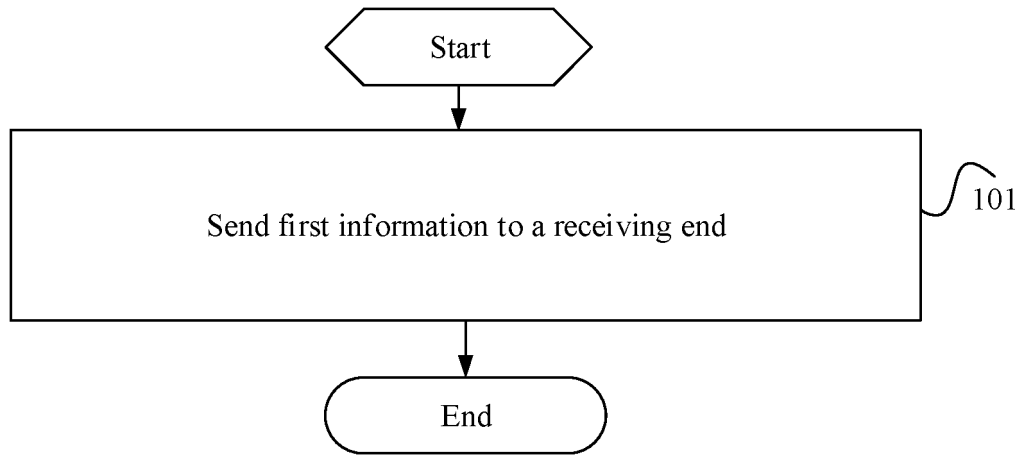 Start
Send first information to a receiving end
101
End